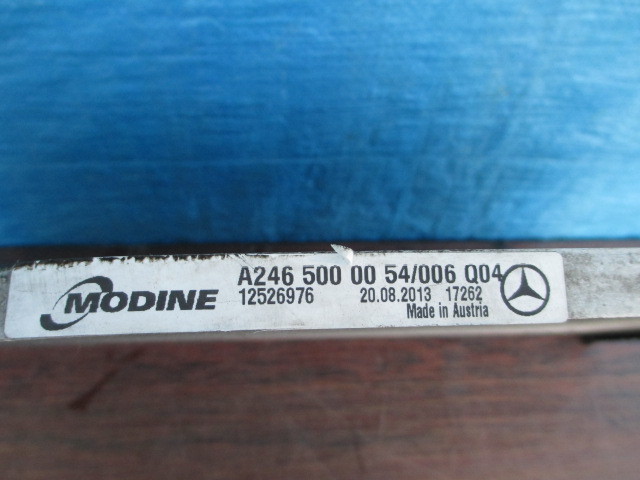 MODINE
A246 500 00 54/006 Q04
12526976 20.08.2013 17262
Made in Austria